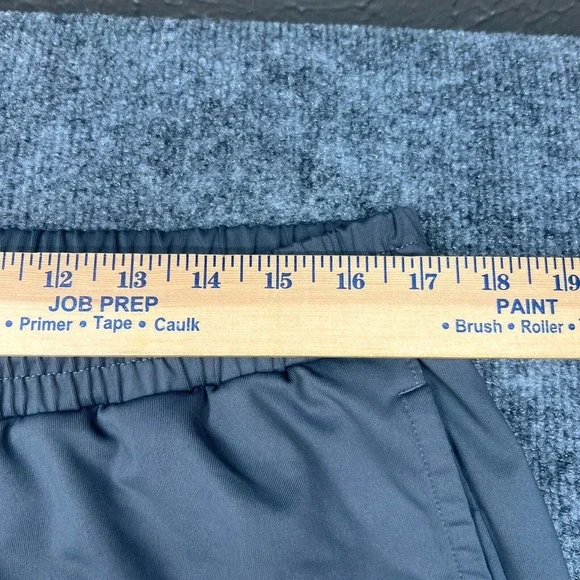 12 13 14 15 16 17 18 19
JOB PREP PAINT
• Primer • Tape • Caulk • Brush • Roller •